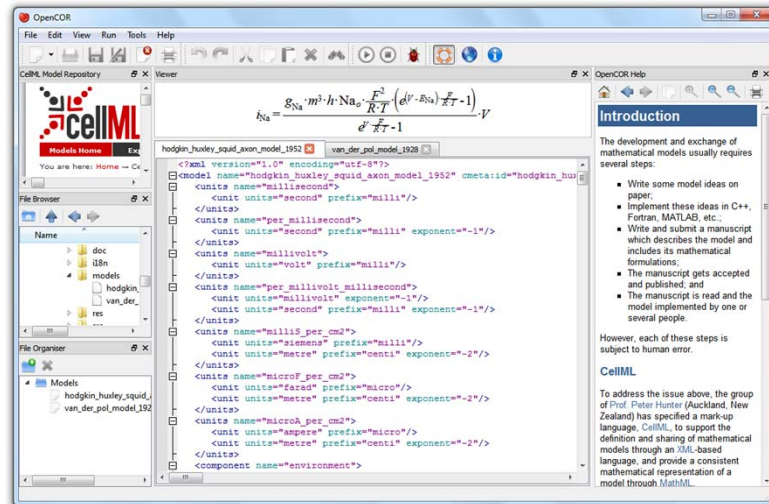 OpenCOR
File Edit View Run Tools Help
CellML Model Repository
CellML
Models Home Ex
You are here: Home → Ce
File Browser
Name
doc
i18n
models
hodgkin_
van_der_
res
File Organiser
Models
hodgkin_huxley_squid_
van_der_pol_model_192
Viewer
i_Na = (g_Na · m³ · h · Na_o · F²/(R·T) · (e^((V-E_Na)·F/(R·T)) - 1)) / (e^(V·F/(R·T)) - 1) · V
hodgkin_huxley_squid_axon_model_1952 van_der_pol_model_1928
<?xml version="1.0" encoding="utf-8"?>
<model name="hodgkin_huxley_squid_axon_model_1952" cmeta:id="hodgkin_hux
<units name="millisecond">
<unit units="second" prefix="milli"/>
</units>
<units name="per_millisecond">
<unit units="second" prefix="milli" exponent="-1"/>
</units>
<units name="millivolt">
<unit units="volt" prefix="milli"/>
</units>
<units name="per_millivolt_millisecond">
<unit units="millivolt" exponent="-1"/>
<unit units="second" prefix="milli" exponent="-1"/>
</units>
<units name="milliS_per_cm2">
<unit units="siemens" prefix="milli"/>
<unit units="metre" prefix="centi" exponent="-2"/>
</units>
<units name="microF_per_cm2">
<unit units="farad" prefix="micro"/>
<unit units="metre" prefix="centi" exponent="-2"/>
</units>
<units name="microA_per_cm2">
<unit units="ampere" prefix="micro"/>
<unit units="metre" prefix="centi" exponent="-2"/>
</units>
<component name="environment">
OpenCOR Help
Introduction
The development and exchange of
mathematical models usually requires
several steps:
Write some model ideas on
paper;
Implement these ideas in C++,
Fortran, MATLAB, etc.;
Write and submit a manuscript
which describes the model and
includes its mathematical
formulations;
The manuscript gets accepted
and published; and
The manuscript is read and the
model implemented by one or
several people.
However, each of these steps is
subject to human error.
CellML
To address the issue above, the group
of Prof. Peter Hunter (Auckland, New
Zealand) has specified a mark-up
language, CellML, to support the
definition and sharing of mathematical
models through an XML-based
language, and provide a consistent
mathematical representation of a
model through MathML.